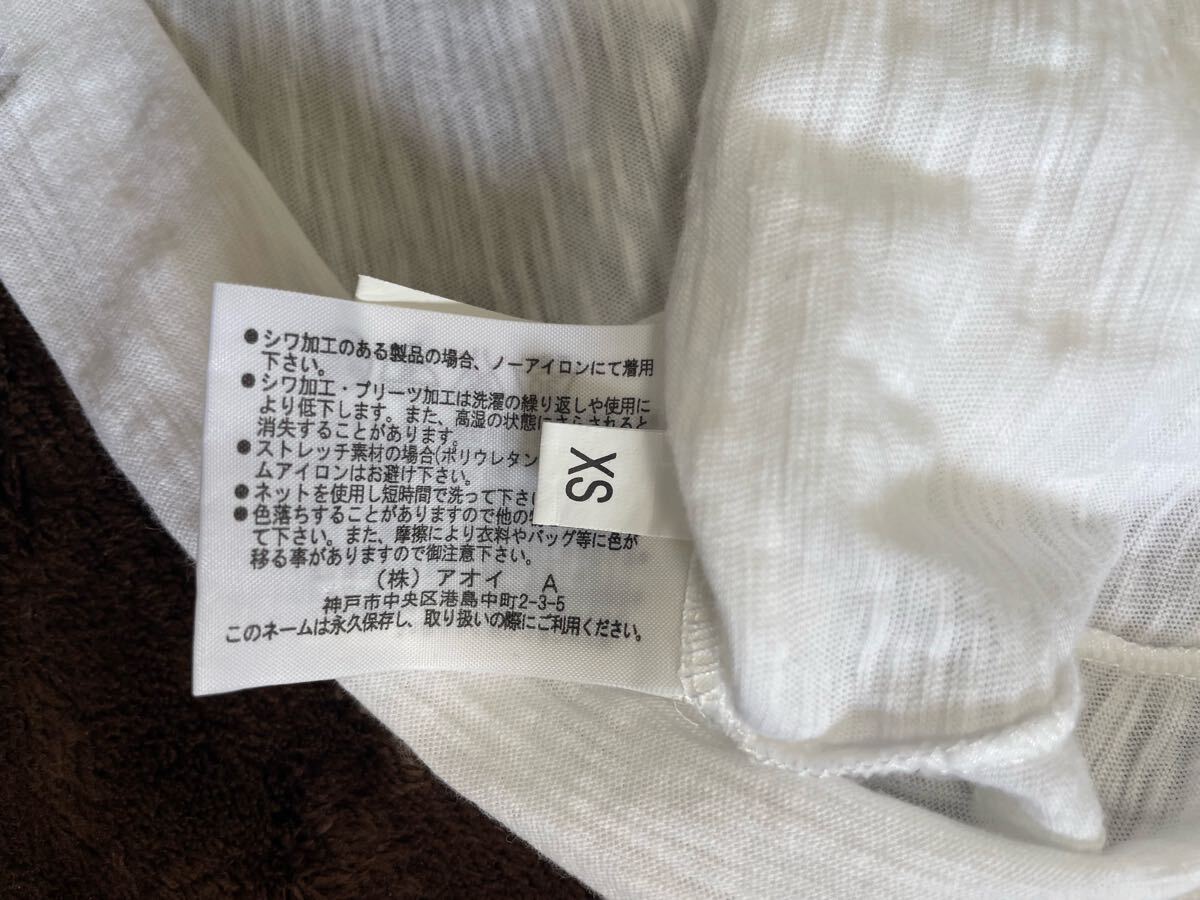 ●シワ加工のある製品の場合、ノーアイロンにて着用
下さい。
●シワ加工・プリーツ加工は洗濯の繰り返しや使用に
より低下します。また、高湿の状態にさらされると
消失することがあります。
●ストレッチ素材の場合(ポリウレタン
ムアイロンはお避け下さい。
●ネットを使用し短時間で洗って下さい
●色落ちすることがありますので他の
て下さい。また、摩擦により衣料やバッグ等に色が
移る事がありますので御注意下さい。
(株)アオイ A
神戸市中央区港島中町2-3-5
このネームは永久保存し、取り扱いの際にご利用ください。
XS